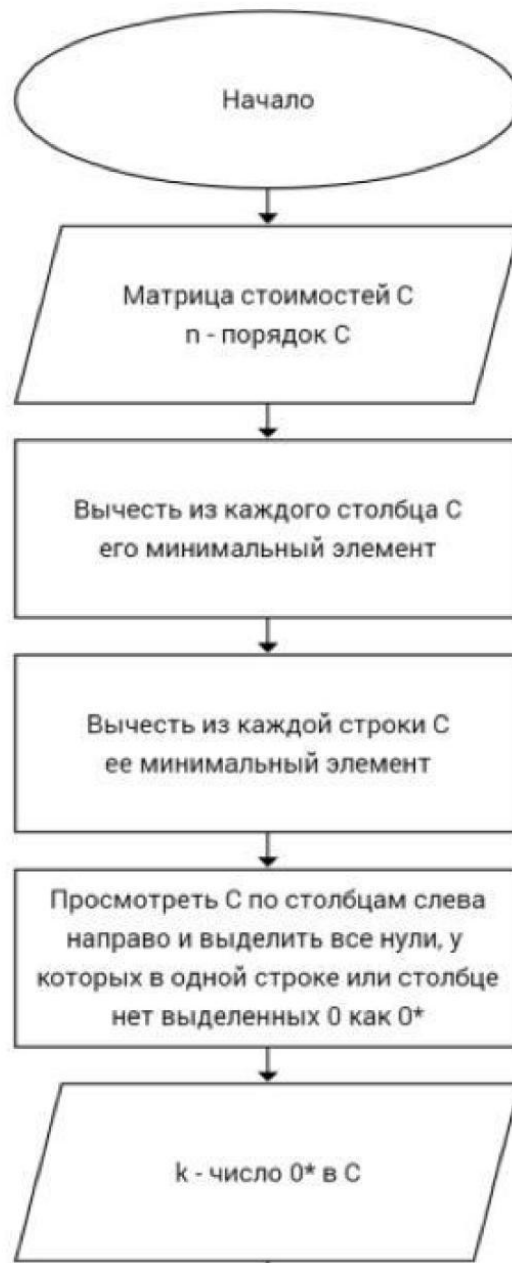 Начало
Матрица стоимостей C
n - порядок C
Вычесть из каждого столбца C
его минимальный элемент
Вычесть из каждой строки C
ее минимальный элемент
Просмотреть C по столбцам слева
направо и выделить все нули, у
которых в одной строке или столбце
нет выделенных 0 как 0*
k - число 0* в C